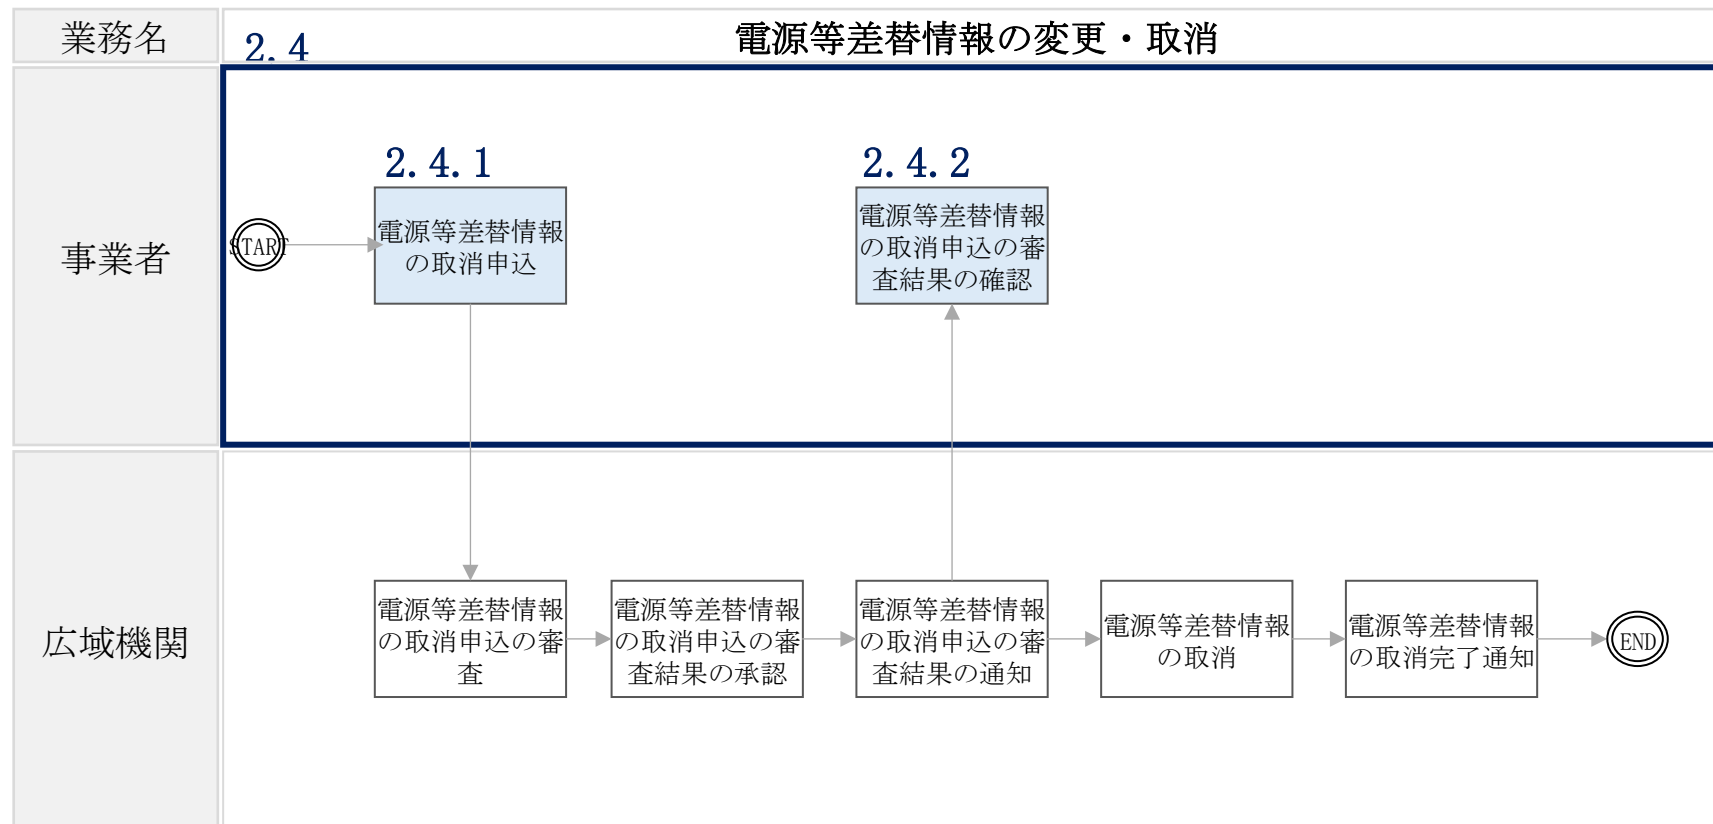 業務名
2.4
電源等差替情報の変更・取消
事業者
START
2.4.1
電源等差替情報
の取消申込
2.4.2
電源等差替情報
の取消申込の審
査結果の確認
広域機関
電源等差替情報
の取消申込の審
査
電源等差替情報
の取消申込の審
査結果の承認
電源等差替情報
の取消申込の審
査結果の通知
電源等差替情報
の取消
電源等差替情報
の取消完了通知
END